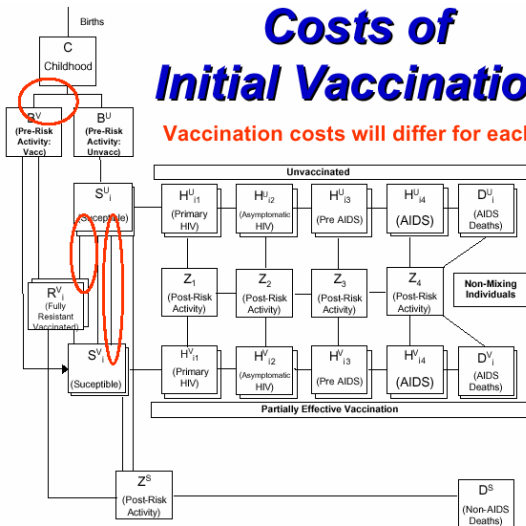 Births
Costs of
Initial Vaccinatio
Vaccination costs will differ for each
C
Childhood
B^V
(Pre-Risk
Activity:
Vacc)
B^U
(Pre-Risk
Activity:
Unvacc)
Unvaccinated
S^U_i
(Suceptible)
H^U_i1
(Primary
HIV)
H^U_i2
(Asymptomatic
HIV)
H^U_i3
(Pre AIDS)
H^U_i4
(AIDS)
D^U_i
(AIDS
Deaths)
Z_1
(Post-Risk
Activity)
Z_2
(Post-Risk
Activity)
Z_3
(Post-Risk
Activity)
Z_4
(Post-Risk
Activity)
Non-Mixing
Individuals
R^V_i
(Fully
Resistant
Vaccinated)
S^V_i
(Suceptible)
H^V_i1
(Primary
HIV)
H^V_i2
(Asymptomatic
HIV)
H^V_i3
(Pre AIDS)
H^V_i4
(AIDS)
D^V_i
(AIDS
Deaths)
Partially Effective Vaccination
Z^S
(Post-Risk
Activity)
D^S
(Non-AIDS
Deaths)